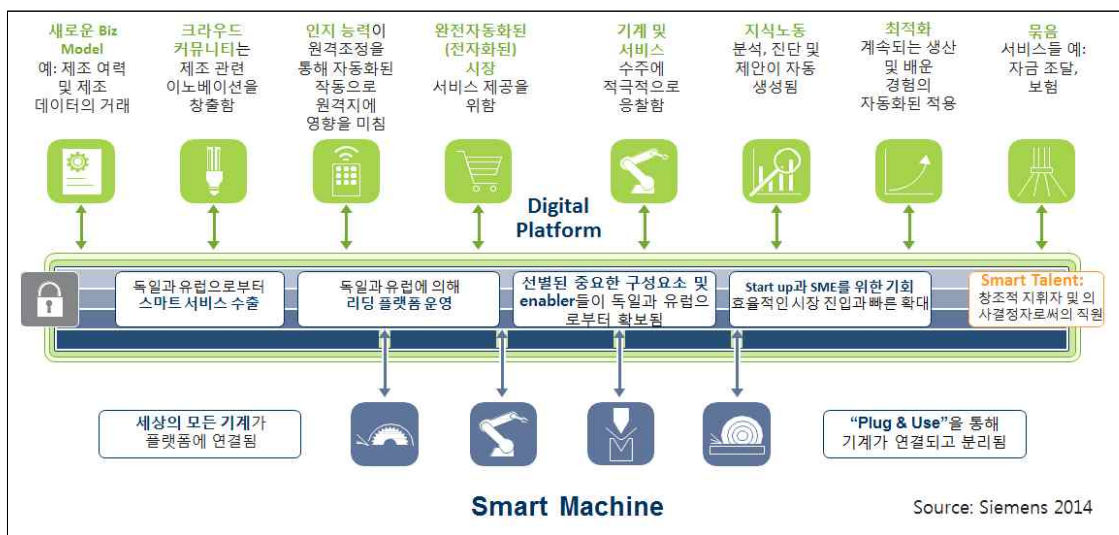 새로운 Biz
Model
예: 제조 여력
및 제조
데이터의 거래
크라우드
커뮤니티는
제조 관련
이노베이션을
창출함
인지 능력이
원격조정을
통해 자동화된
작동으로
원격지에
영향을 미침
완전자동화된
(전자화된)
시장
서비스 제공을
위함
기계 및
서비스
수주에
적극적으로
응찰함
지식노동
분석, 진단 및
제안이 자동
생성됨
최적화
계속되는 생산
및 배운
경험의
자동화된 적용
묶음
서비스들 예:
자금 조달,
보험
Digital
Platform
독일과 유럽으로부터
스마트 서비스 수출
독일과 유럽에 의해
리딩 플랫폼 운영
선별된 중요한 구성요소 및
enabler들이 독일과 유럽으
로부터 확보됨
Start up과 SME를 위한 기회
효율적인 시장 진입과 빠른 확대
Smart Talent:
창조적 지휘자 및 의
사결정자로써의 직원
세상의 모든 기계가
플랫폼에 연결됨
“Plug & Use”을 통해
기계가 연결되고 분리됨
Smart Machine
Source: Siemens 2014